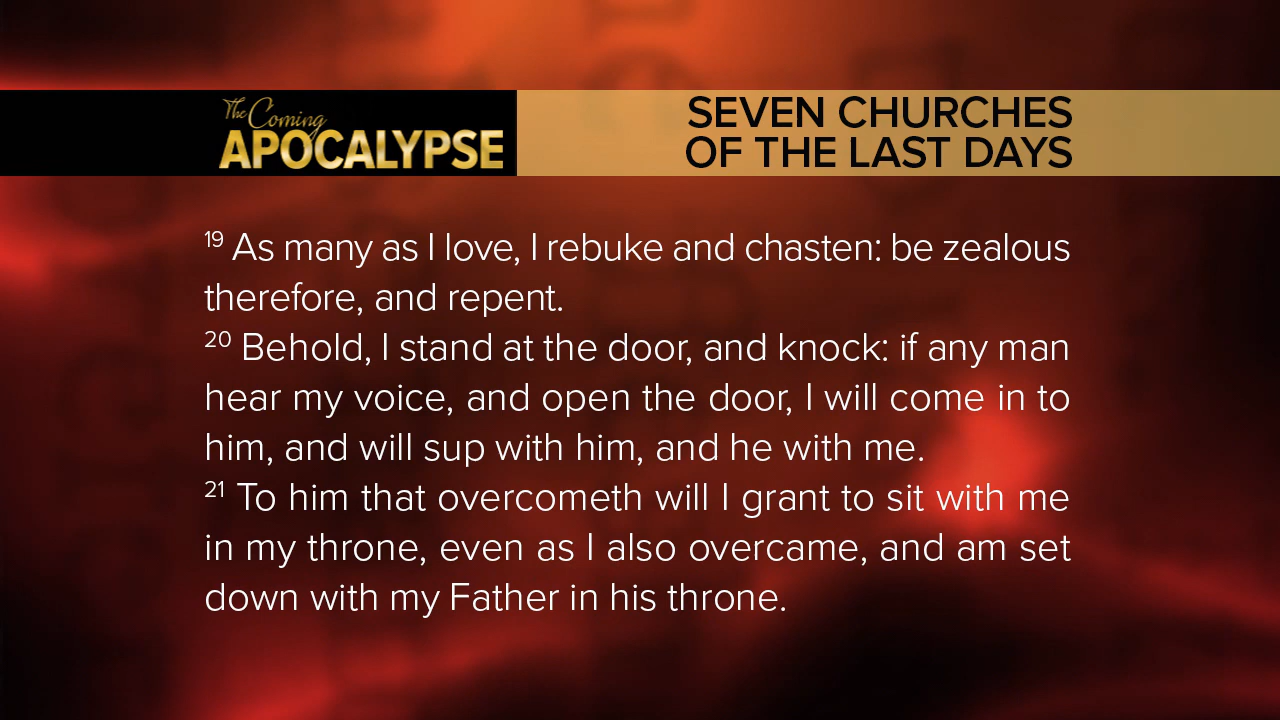 The Coming
APOCALYPSE
SEVEN CHURCHES
OF THE LAST DAYS
19 As many as I love, I rebuke and chasten: be zealous
therefore, and repent.
20 Behold, I stand at the door, and knock: if any man
hear my voice, and open the door, I will come in to
him, and will sup with him, and he with me.
21 To him that overcometh will I grant to sit with me
in my throne, even as I also overcame, and am set
down with my Father in his throne.